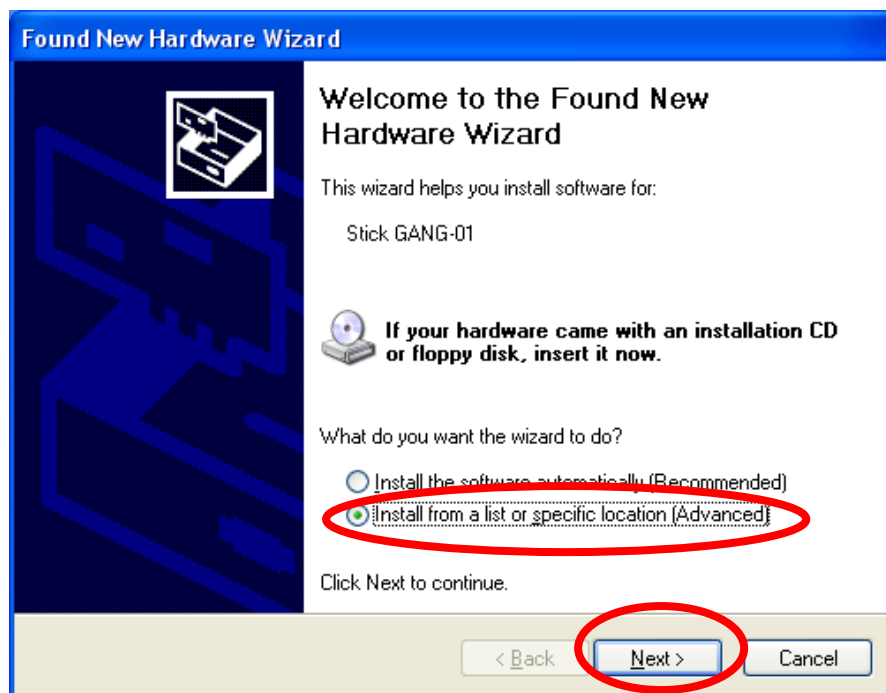 Found New Hardware Wizard
Welcome to the Found New
Hardware Wizard
This wizard helps you install software for:
Stick GANG-01
If your hardware came with an installation CD
or floppy disk, insert it now.
What do you want the wizard to do?
Install the software automatically (Recommended)
Install from a list or specific location (Advanced)
Click Next to continue.
< Back Next > Cancel